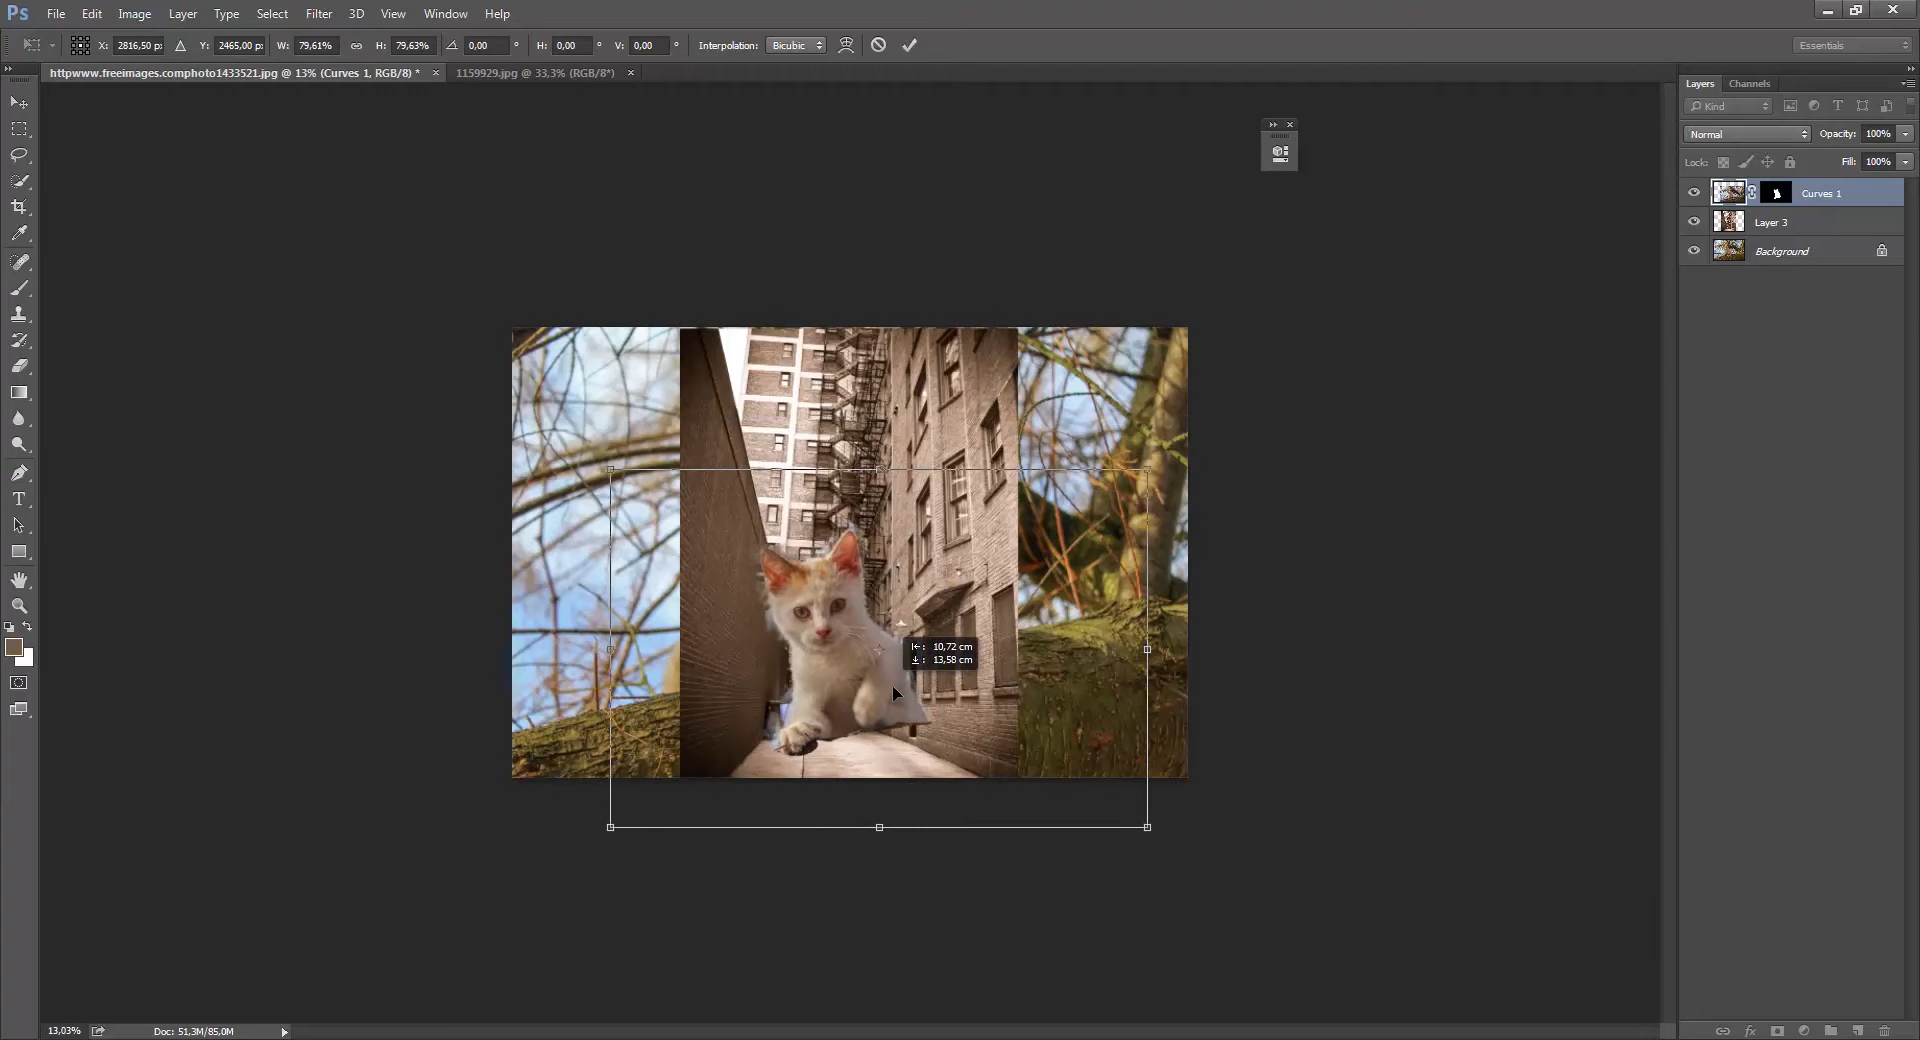 Ps File Edit Image Layer Type Select Filter 3D View Window Help
X: 2816,50 px Y: 2465,00 px W: 79,61% H: 79,63% 0,00 ° H: 0,00 ° V: 0,00 ° Interpolation: Bicubic Essentials
httpwww.freeimages.comphoto1433521.jpg @ 13% (Curves 1, RGB/8) * × 1159929.jpg @ 33,3% (RGB/8*) ×
Layers Channels
Kind
Normal Opacity: 100%
Lock: Fill: 100%
Curves 1
Layer 3
Background
10,72 cm
13,58 cm
13,03% Doc: 51,3M/85,0M